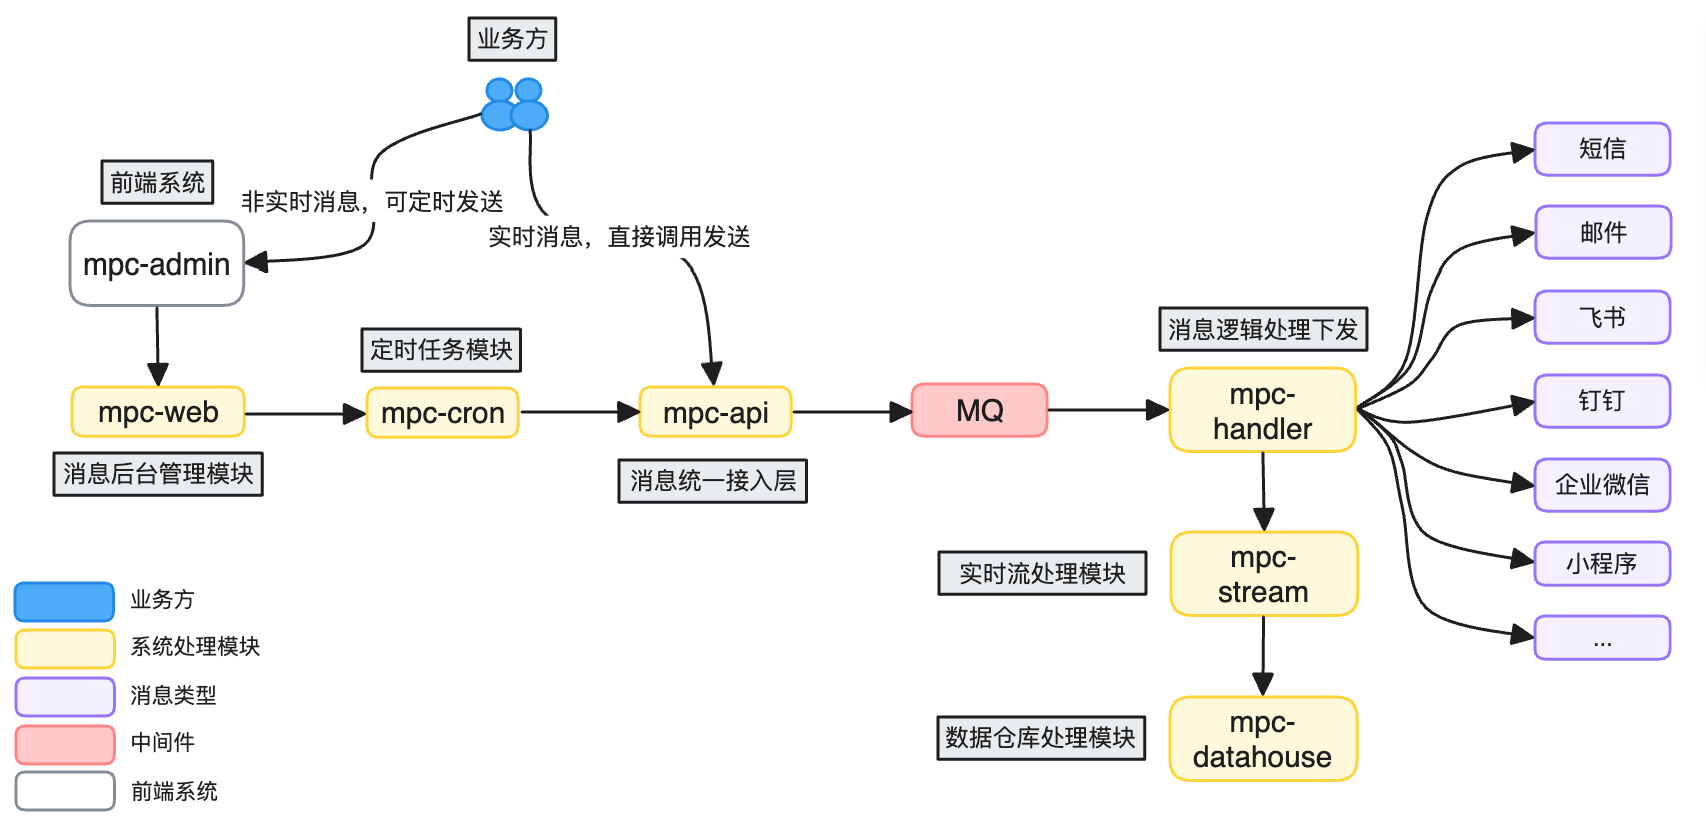 业务方
前端系统
非实时消息，可定时发送
实时消息，直接调用发送
mpc-admin
定时任务模块
消息逻辑处理下发
mpc-web
mpc-cron
mpc-api
MQ
mpc-
handler
消息后台管理模块
消息统一接入层
短信
邮件
飞书
钉钉
企业微信
小程序
...
实时流处理模块
mpc-
stream
数据仓库处理模块
mpc-
datahouse
业务方
系统处理模块
消息类型
中间件
前端系统